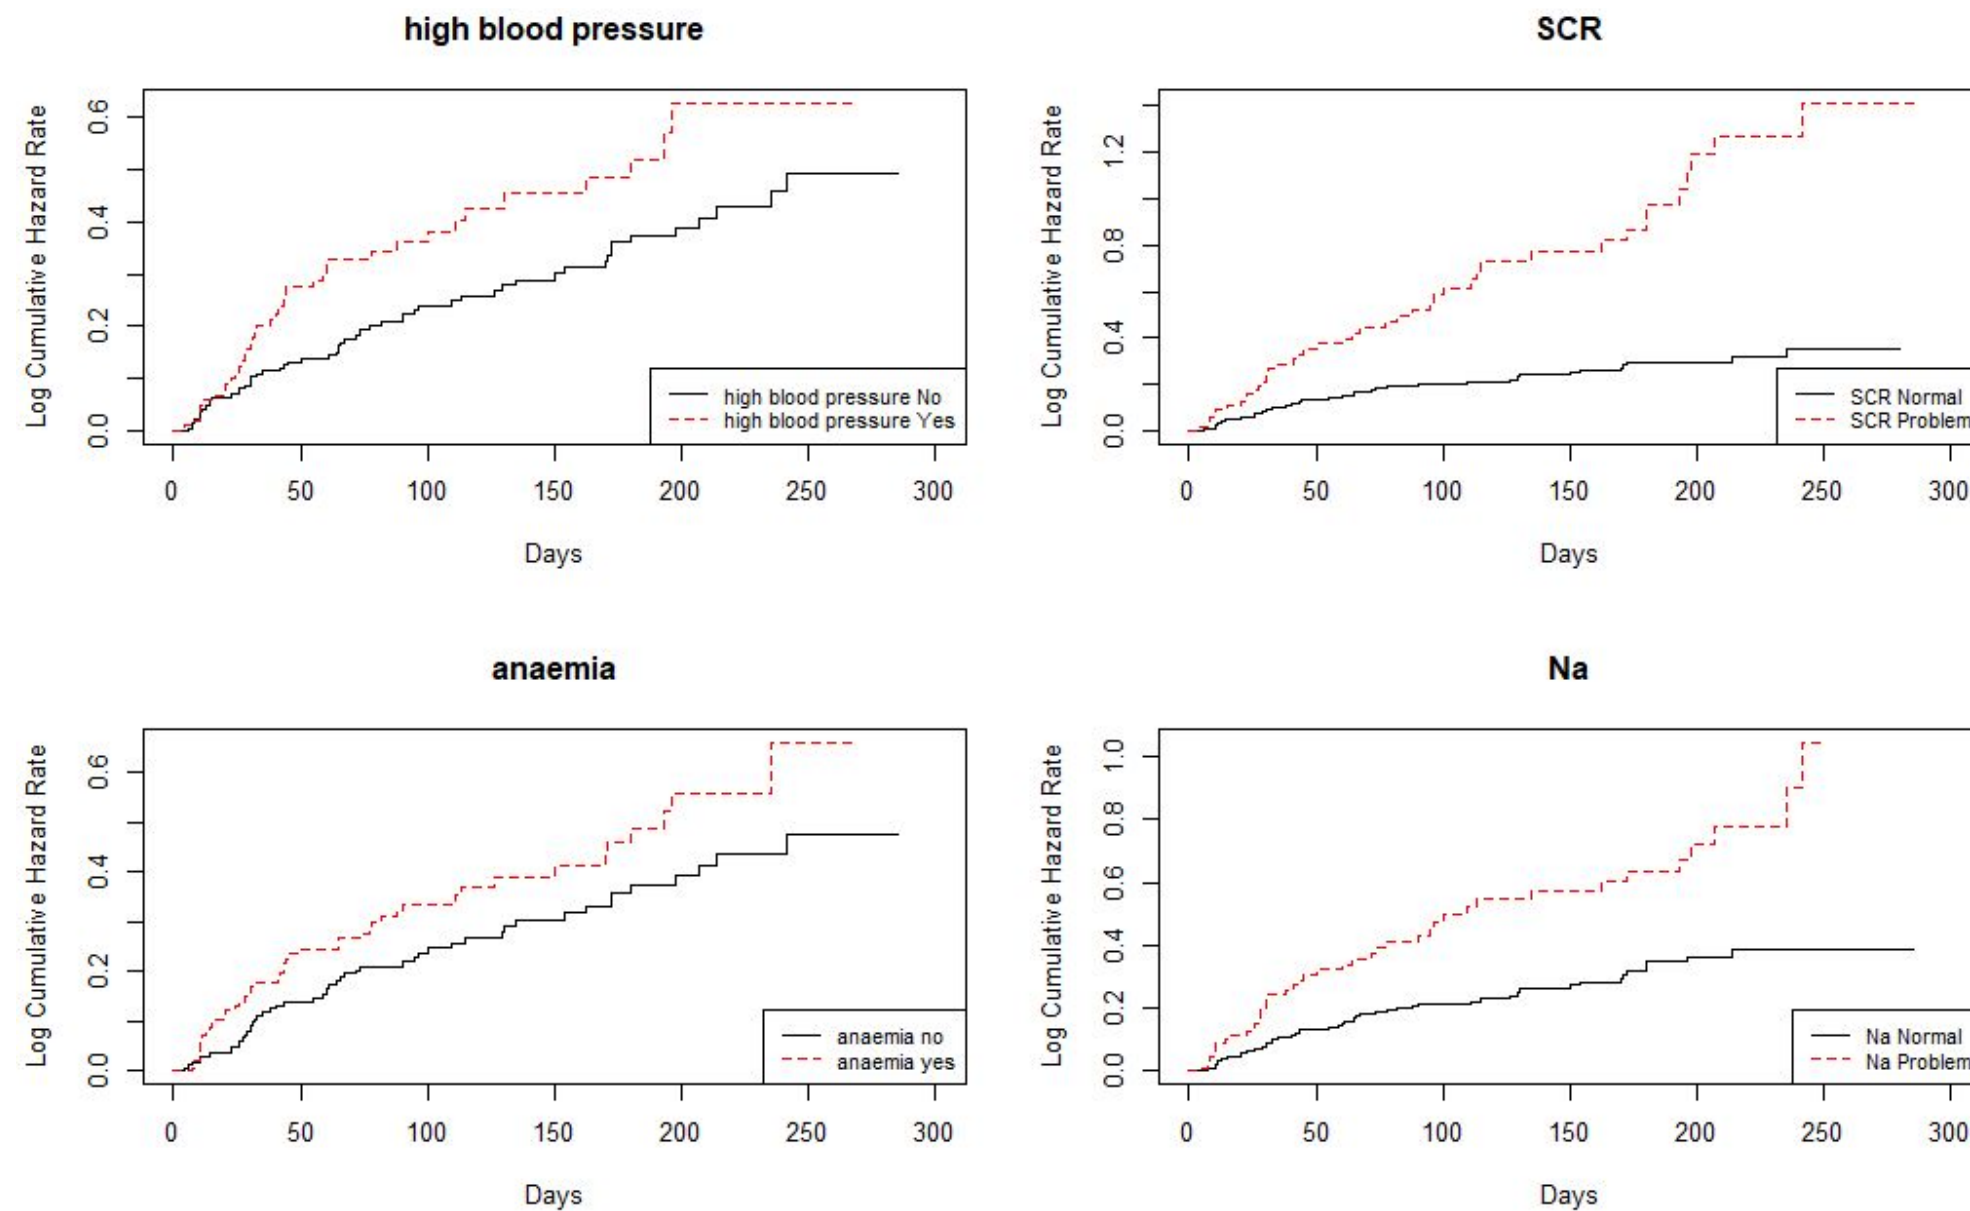 high blood pressure
Log Cumulative Hazard Rate
0.0 0.2 0.4 0.6
high blood pressure No
high blood pressure Yes
0 50 100 150 200 250 300
Days
SCR
Log Cumulative Hazard Rate
0.0 0.4 0.8 1.2
SCR Normal
SCR Problem
0 50 100 150 200 250 300
Days
anaemia
Log Cumulative Hazard Rate
0.0 0.2 0.4 0.6
anaemia no
anaemia yes
0 50 100 150 200 250 300
Days
Na
Log Cumulative Hazard Rate
0.0 0.2 0.4 0.6 0.8 1.0
Na Normal
Na Problem
0 50 100 150 200 250 300
Days